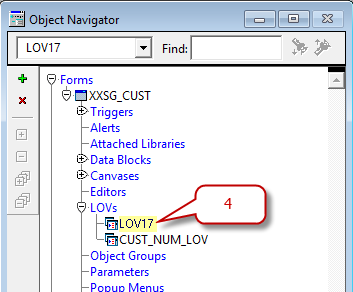 Object Navigator
LOV17 Find:
Forms
XXSG_CUST
Triggers
Alerts
Attached Libraries
Data Blocks
Canvases
Editors
LOVs
LOV17 4
CUST_NUM_LOV
Object Groups
Parameters
Popup Menus